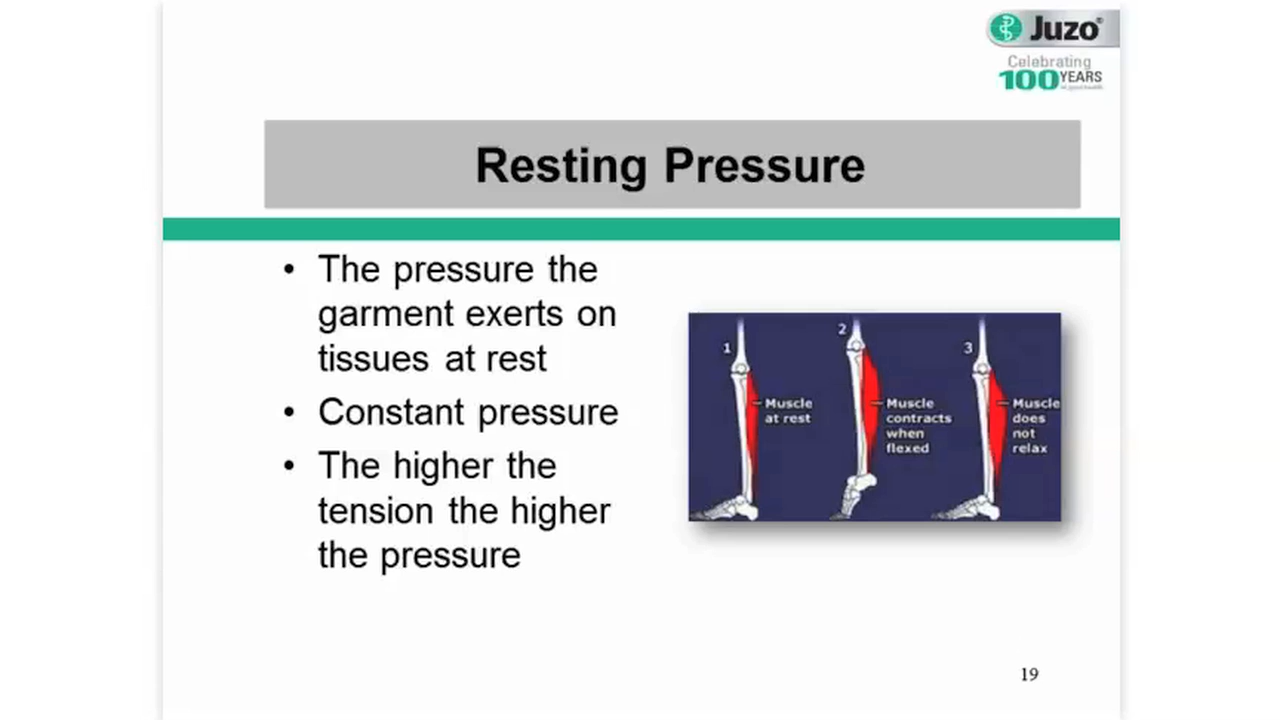 Juzo®
Celebrating
100 YEARS
Resting Pressure
• The pressure the
garment exerts on
tissues at rest
• Constant pressure
• The higher the
tension the higher
the pressure
1
Muscle
at rest
2
Muscle
contracts
when
flexed
3
Muscle
does
not
relax
19